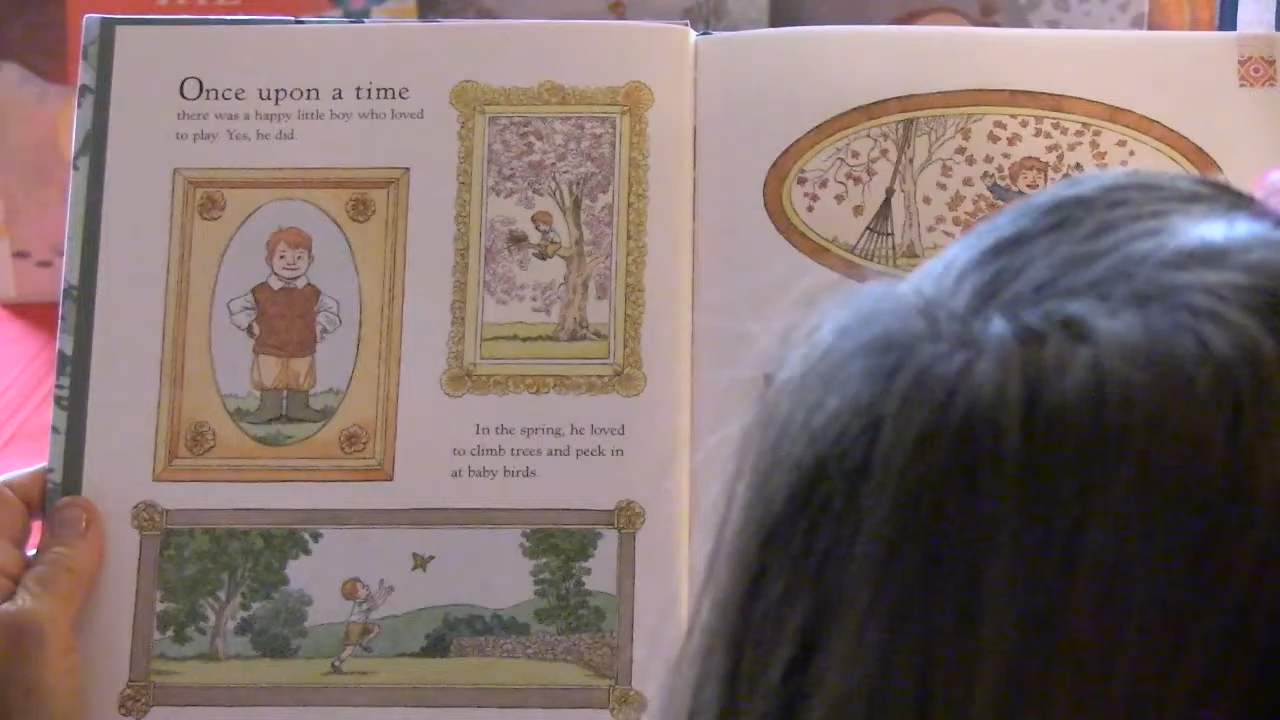 Once upon a time
there was a happy little boy who loved
to play. Yes, he did.
In the spring, he loved
to climb trees and peek in
at baby birds.